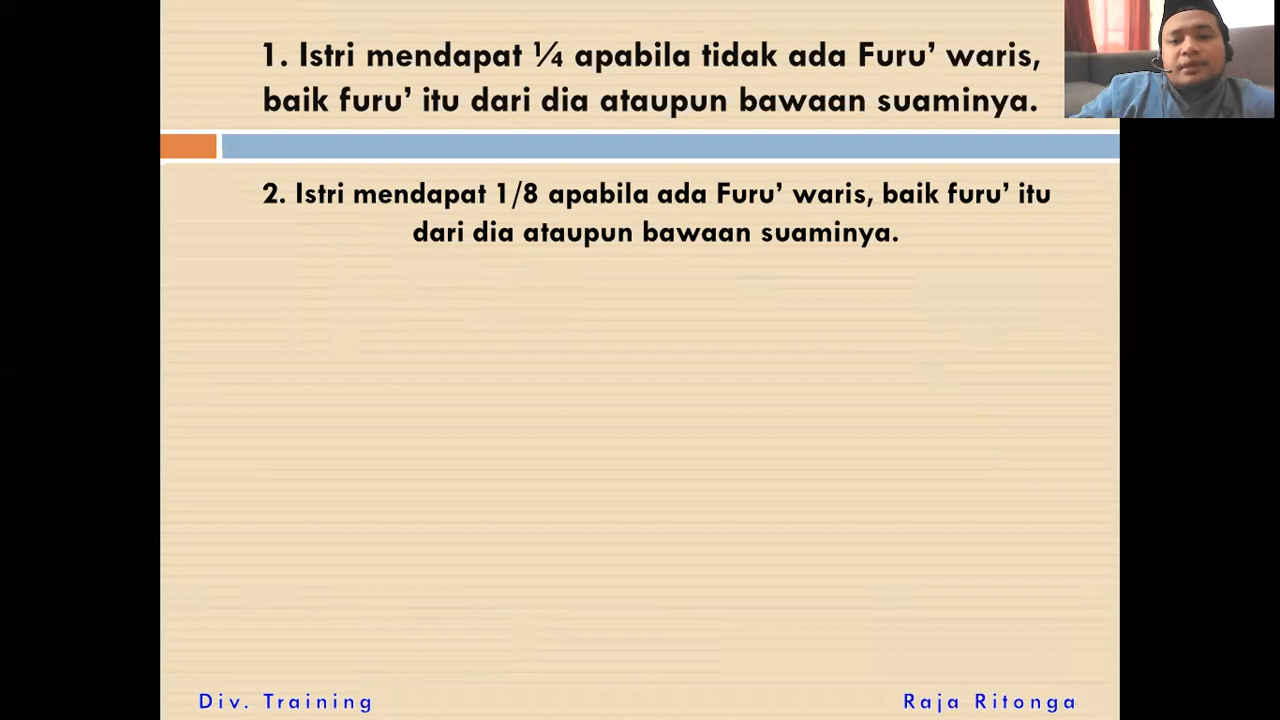 1. Istri mendapat ¼ apabila tidak ada Furu’ waris,
baik furu’ itu dari dia ataupun bawaan suaminya.
2. Istri mendapat 1/8 apabila ada Furu’ waris, baik furu’ itu
dari dia ataupun bawaan suaminya.
Div. Training
Raja Ritonga